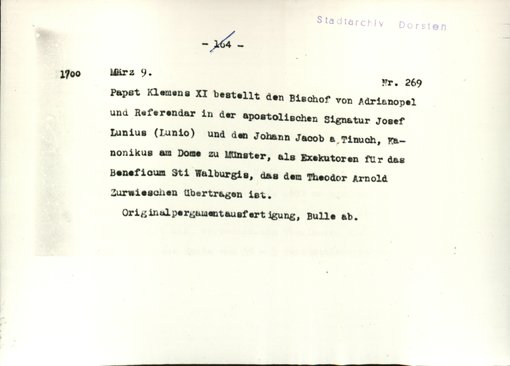 Stadtarchiv Dorsten
- 164 -
1700 März 9.
Nr. 269
Papst Klemens XI bestellt den Bischof von Adrianopel
und Referendar in der apostolischen Signatur Josef
Lunius (Lunio) und den Johann Jacob a Tinuch, Ka-
nonikus am Dome zu Münster, als Exekutoren für das
Beneficum Sti Walburgis, das dem Theodor Arnold
Zurwieschen übertragen ist.
Originalpergamentausfertigung, Bulle ab.